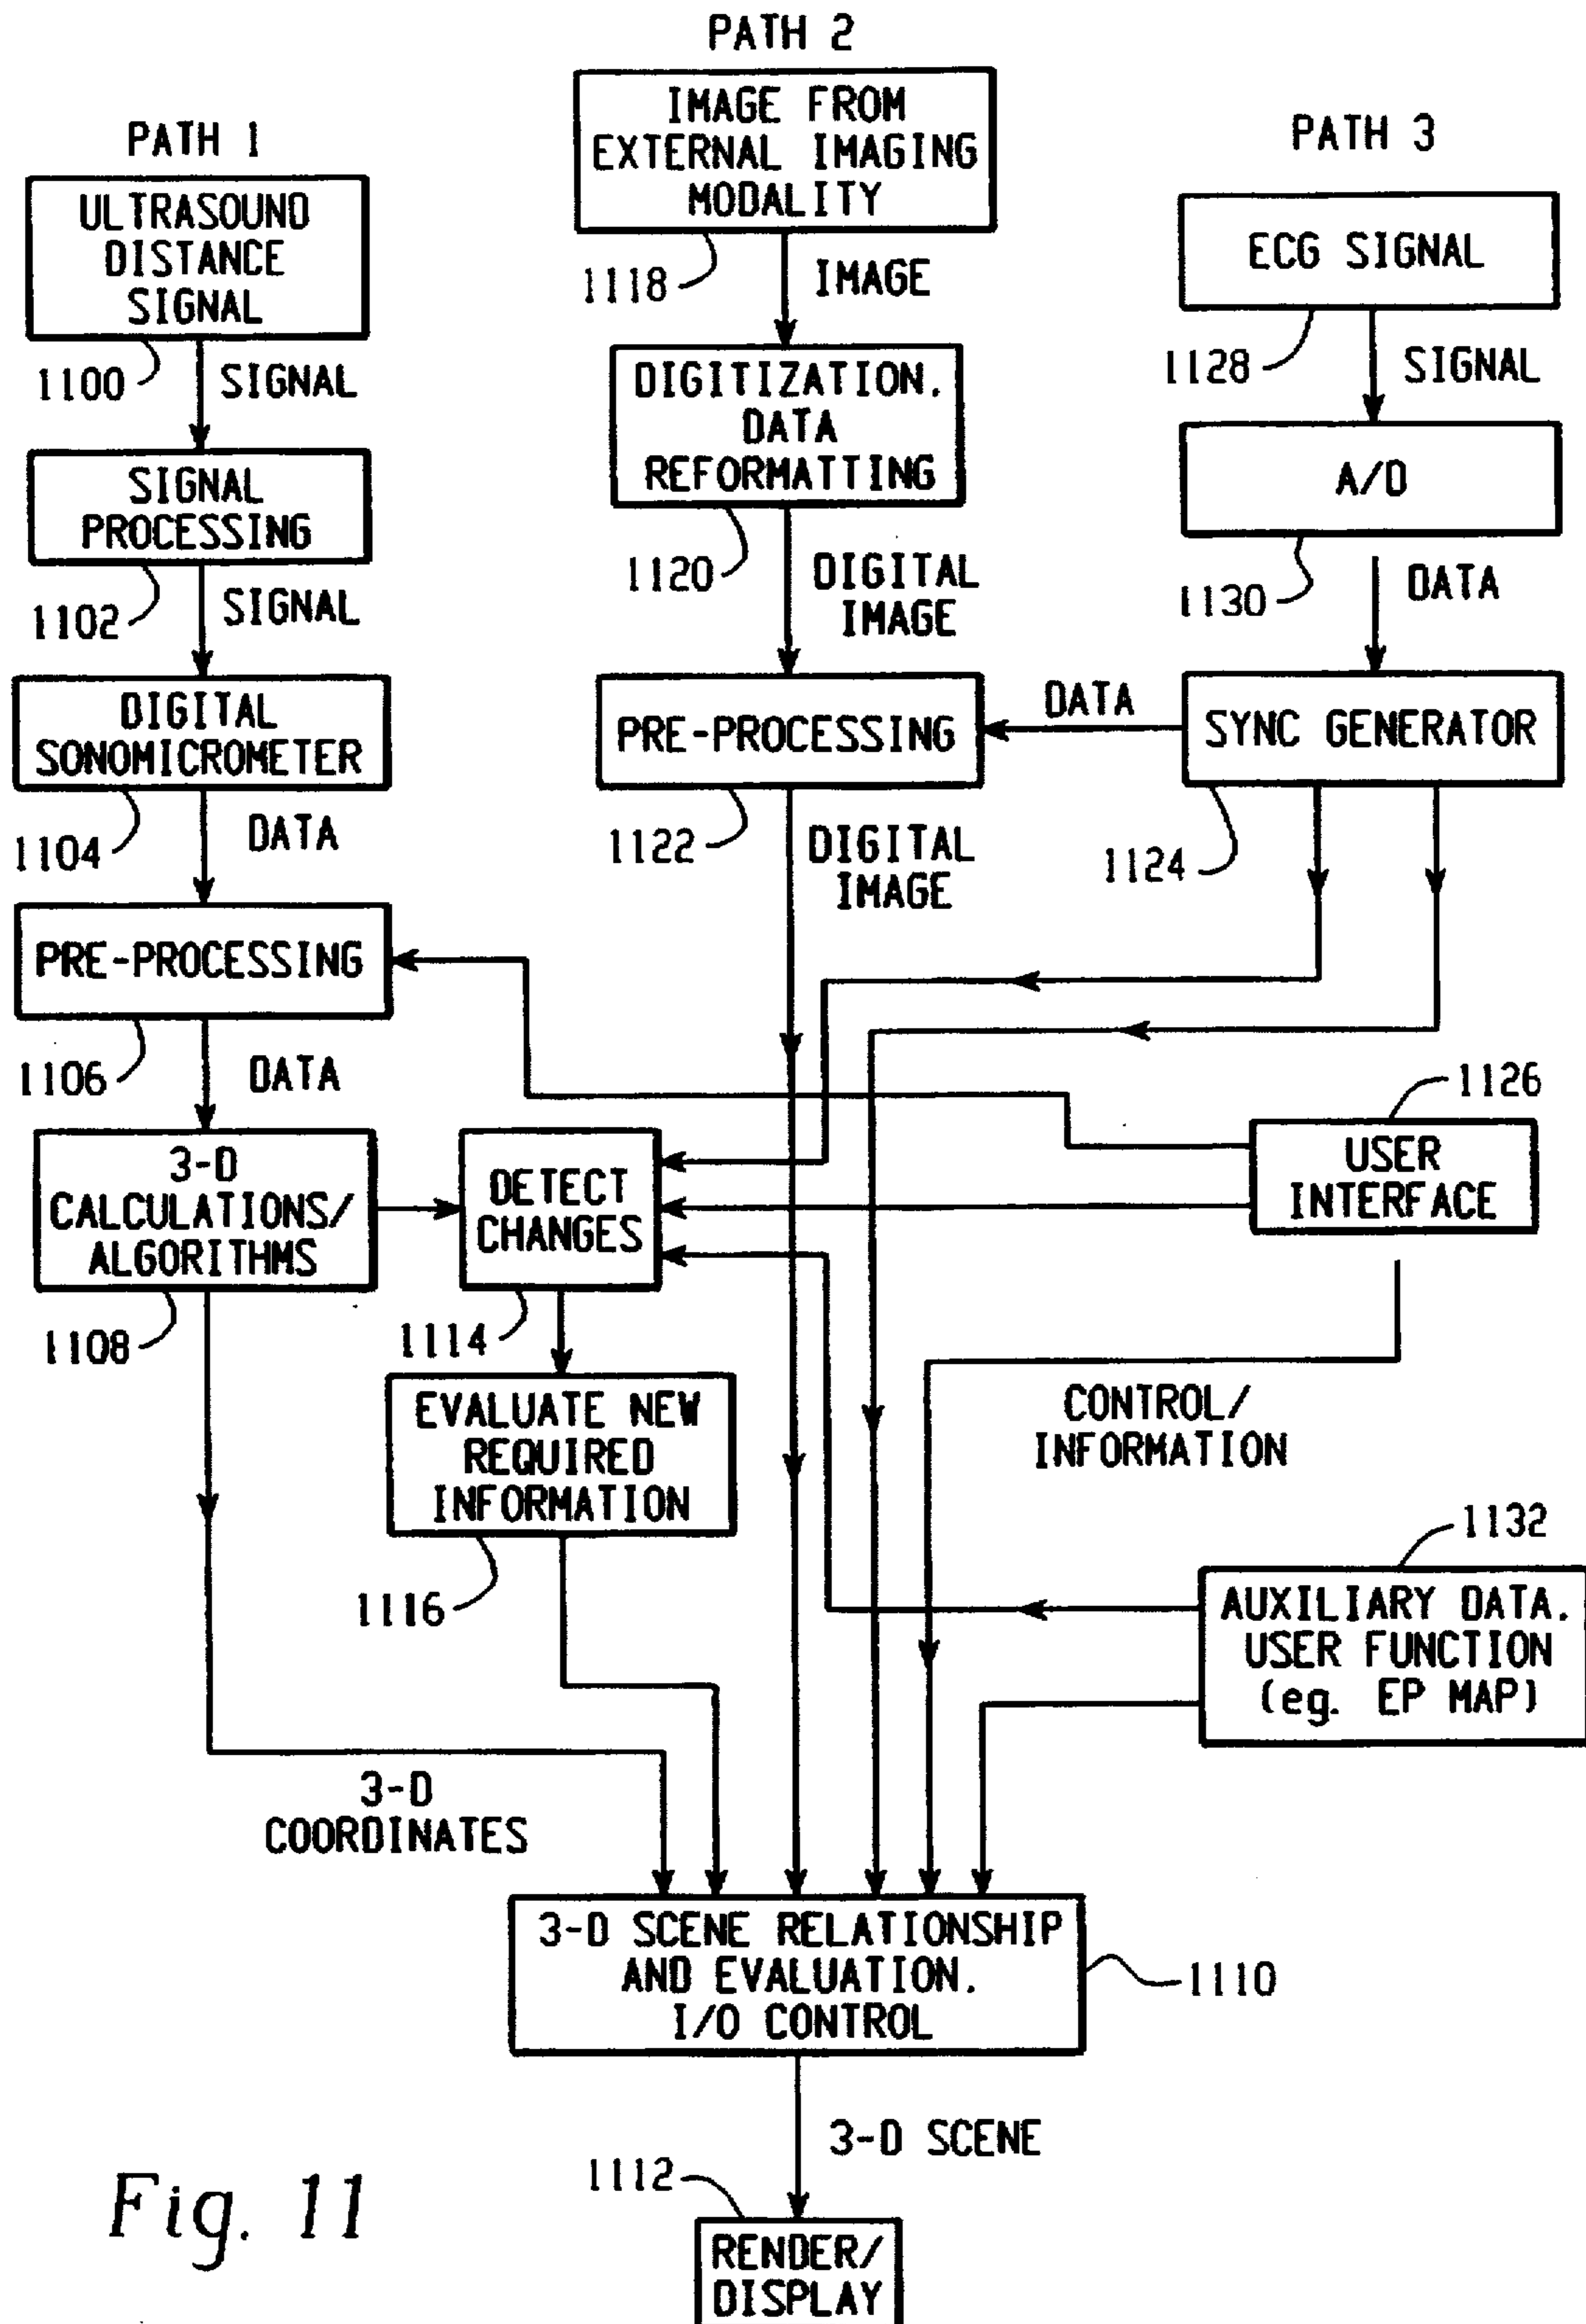 PATH 1
ULTRASOUND
DISTANCE
SIGNAL
1100
SIGNAL
SIGNAL
PROCESSING
1102
SIGNAL
DIGITAL
SONOMICROMETER
1104
DATA
PRE-PROCESSING
1106
DATA
3-D
CALCULATIONS/
ALGORITHMS
1108
3-D
COORDINATES
DETECT
CHANGES
1114
EVALUATE NEW
REQUIRED
INFORMATION
1116
PATH 2
IMAGE FROM
EXTERNAL IMAGING
MODALITY
1118
IMAGE
DIGITIZATION.
DATA
REFORMATTING
1120
DIGITAL
IMAGE
PRE-PROCESSING
1122
DIGITAL
IMAGE
PATH 3
ECG SIGNAL
1128
SIGNAL
A/D
1130
DATA
SYNC GENERATOR
1124
DATA
1126
USER
INTERFACE
CONTROL/
INFORMATION
1132
AUXILIARY DATA.
USER FUNCTION
(eg. EP MAP)
3-D SCENE RELATIONSHIP
AND EVALUATION.
I/O CONTROL
1110
3-D SCENE
1112
RENDER/
DISPLAY
Fig. 11